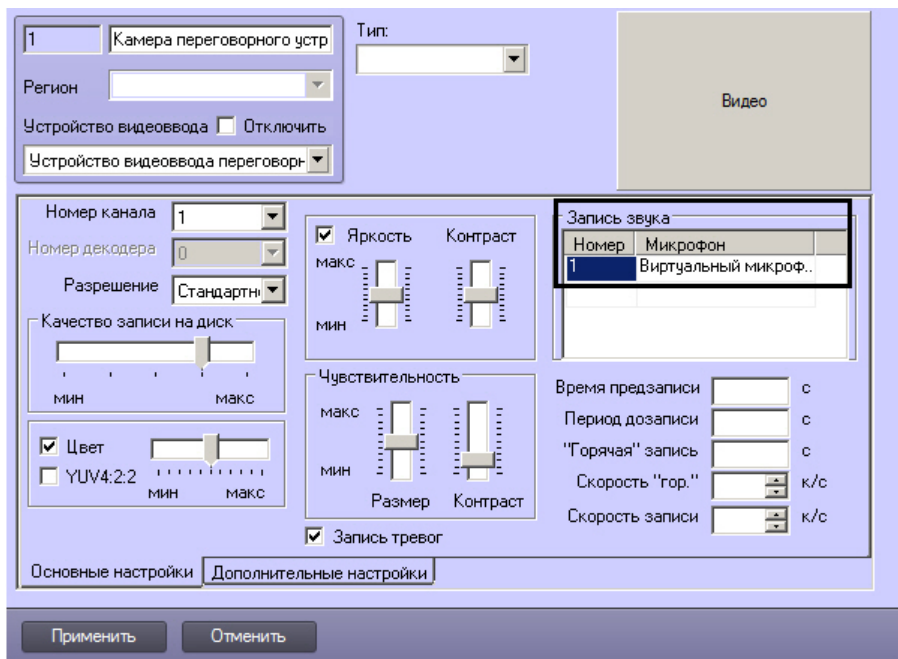 1
Камера переговорного устр
Тип:
Регион
Устройство видеоввода
Отключить
Устройство видеоввода переговорн
Видео
Номер канала
1
Номер декодера
0
Разрешение
Стандартн
Качество записи на диск
мин
макс
Цвет
YUV4:2:2
мин
макс
Яркость
Контраст
макс
мин
Чувствительность
макс
мин
Размер
Контраст
Запись тревог
Запись звука
Номер
Микрофон
1
Виртуальный микроф..
Время предзаписи
с
Период дозаписи
с
"Горячая" запись
с
Скорость "гор."
к/с
Скорость записи
к/с
Основные настройки
Дополнительные настройки
Применить
Отменить